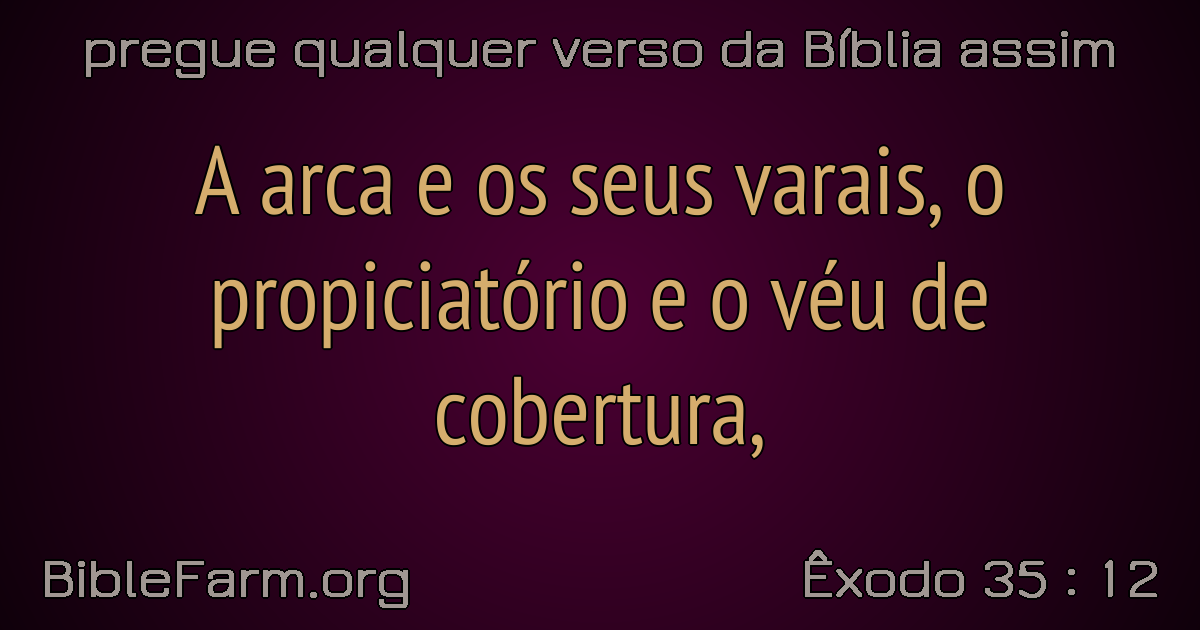 pregue qualquer verso da Bíblia assim
A arca e os seus varais, o
propiciatório e o véu de
cobertura,
BibleFarm.org
Êxodo 35 : 12